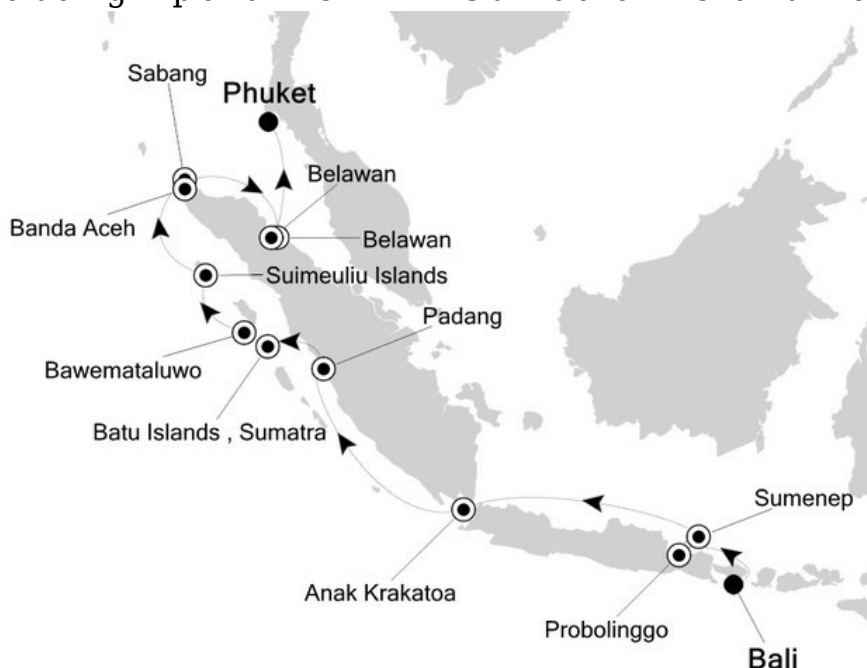 Sabang
Phuket
Belawan
Banda Aceh
Belawan
Suimeuliu Islands
Padang
Bawemataluwo
Batu Islands , Sumatra
Sumenep
Anak Krakatoa
Probolinggo
Bali